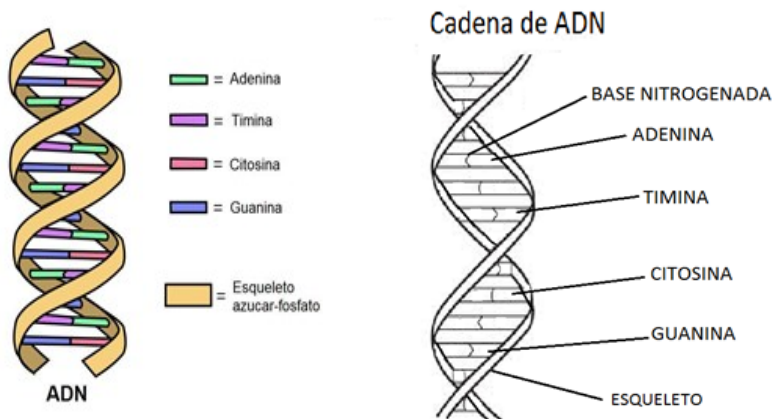 = Adenina
= Timina
= Citosina
= Guanina
= Esqueleto
azucar-fosfato
ADN
Cadena de ADN
BASE NITROGENADA
ADENINA
TIMINA
CITOSINA
GUANINA
ESQUELETO